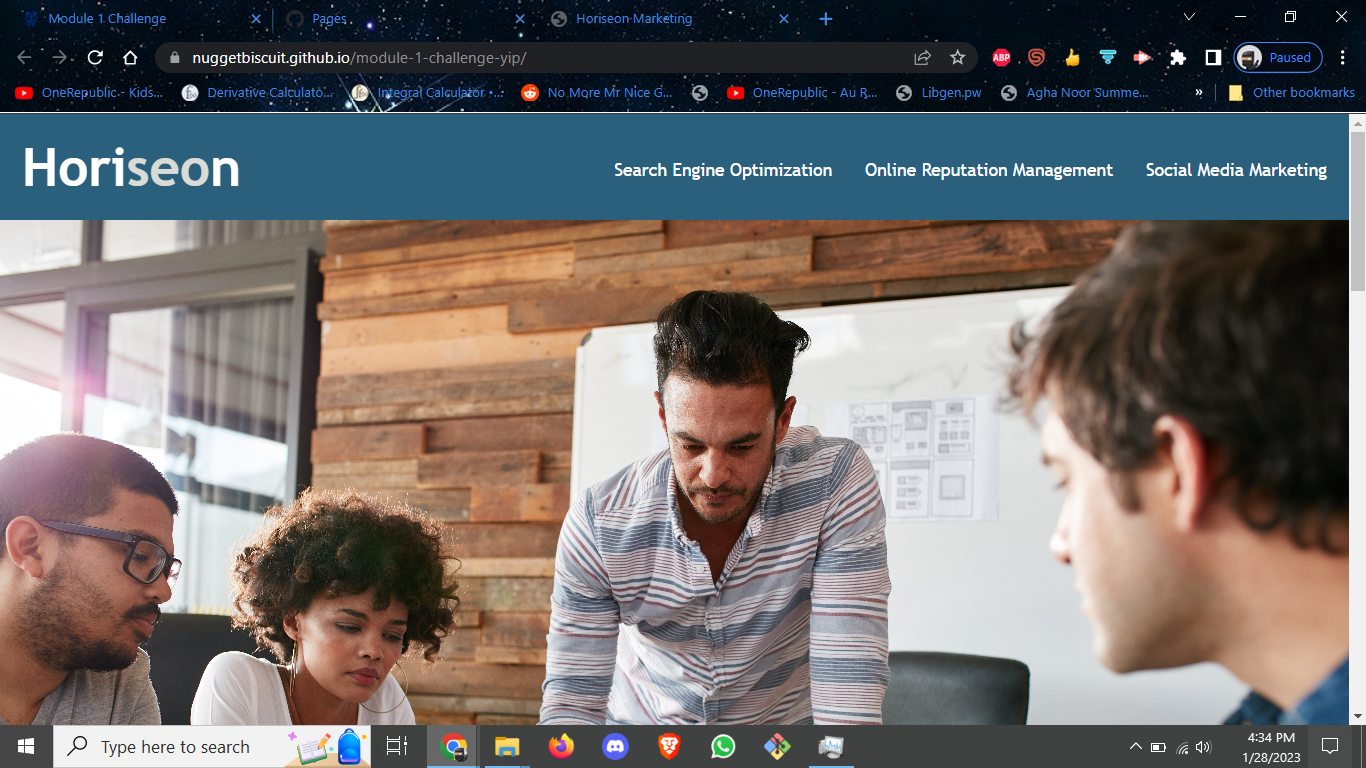 Module 1 Challenge
Pages
Horiseon Marketing
nuggetbiscuit.github.io/module-1-challenge-yip/
ABP
Paused
OneRepublic - Kids...
Derivative Calculato...
Integral Calculator -...
No More Mr Nice G...
OneRepublic - Au R...
Libgen.pw
Agha Noor Summe...
»
Other bookmarks
Horiseon
Search Engine Optimization
Online Reputation Management
Social Media Marketing
Type here to search
4:34 PM
1/28/2023